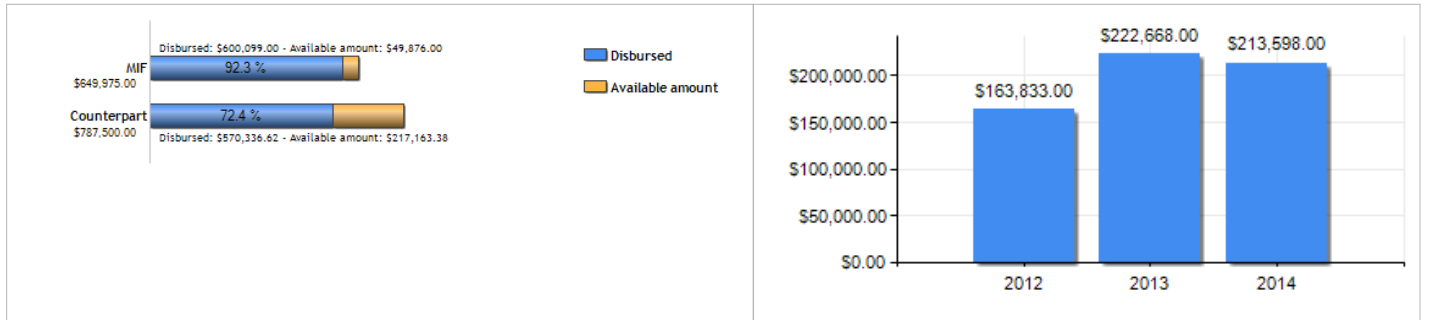 Disbursed: $600,099.00 - Available amount: $49,876.00
MIF
$649,975.00
92.3 %
Counterpart
$787,500.00
72.4 %
Disbursed: $570,336.62 - Available amount: $217,163.38
Disbursed
Available amount
$200,000.00
$150,000.00
$100,000.00
$50,000.00
$0.00
$163,833.00
$222,668.00
$213,598.00
2012
2013
2014